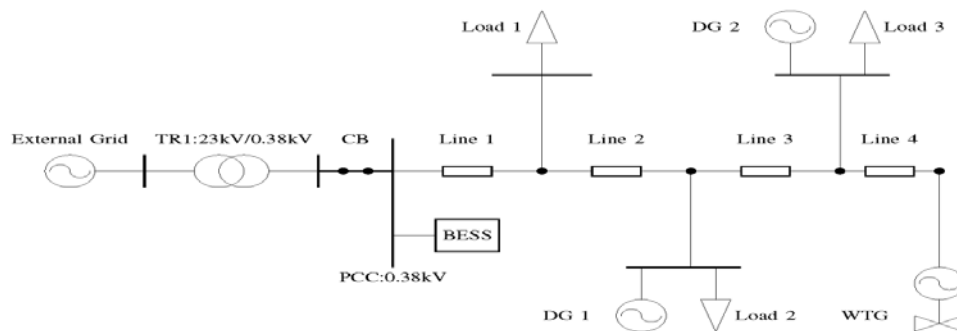 Load 1
DG 2
Load 3
External Grid
TR1:23kV/0.38kV
CB
Line 1
Line 2
Line 3
Line 4
BESS
PCC:0.38kV
DG 1
Load 2
WTG